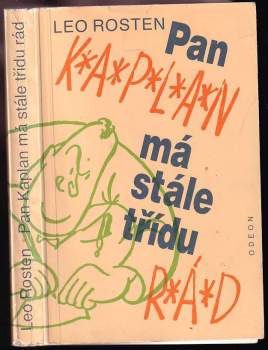 Leo Rosten - Pan Kaplan má stále třídu rád
LEO ROSTEN
Pan
K*A*P*L*A*N
má
stále
třídu
R*Á*D
ODEON